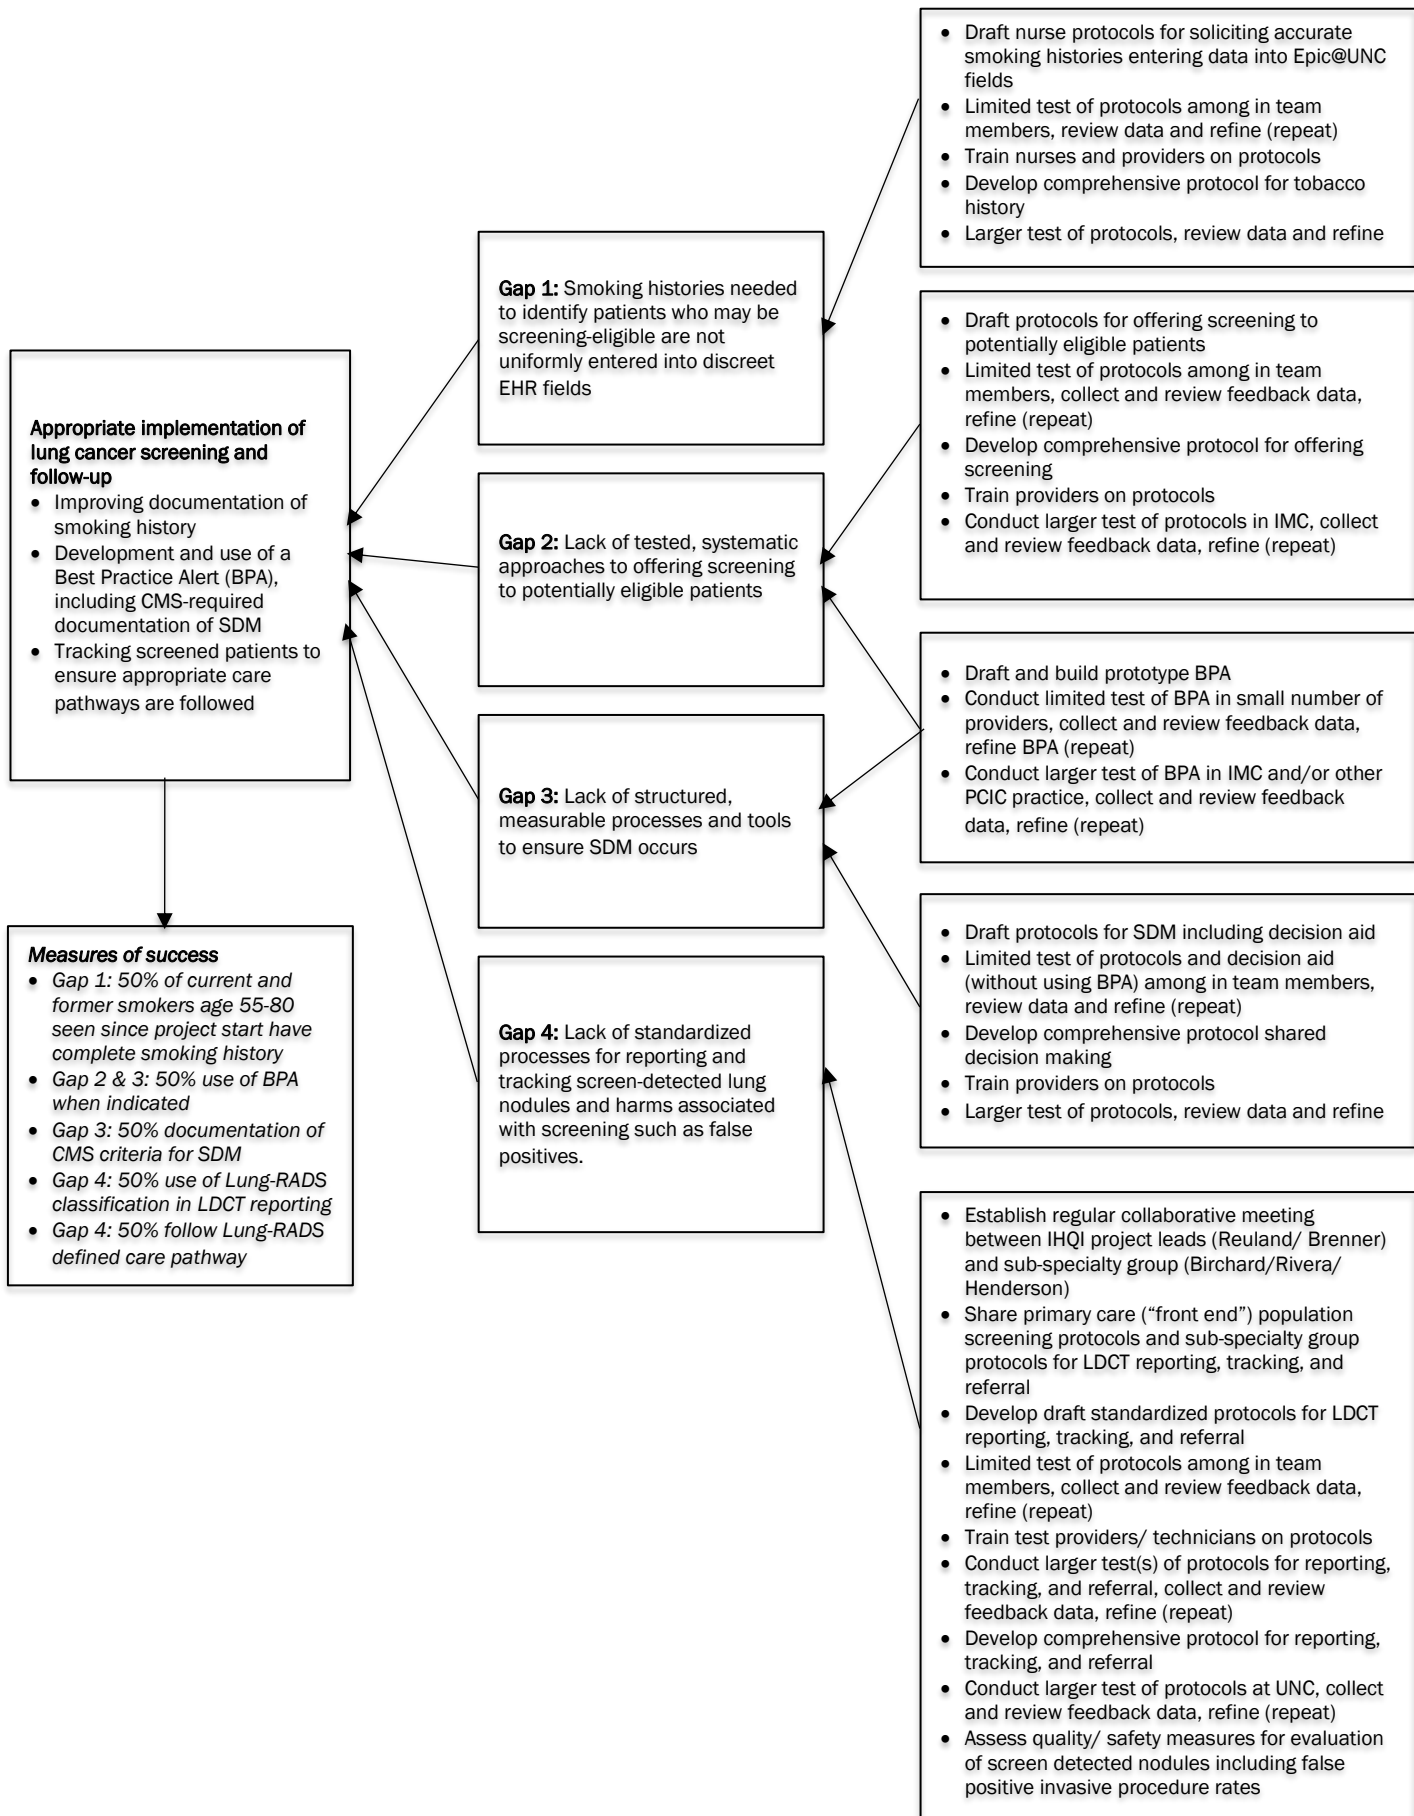 Appropriate implementation of
lung cancer screening and
follow-up
• Improving documentation of
smoking history
• Development and use of a
Best Practice Alert (BPA),
including CMS-required
documentation of SDM
• Tracking screened patients to
ensure appropriate care
pathways are followed
Measures of success
• Gap 1: 50% of current and
former smokers age 55-80
seen since project start have
complete smoking history
• Gap 2 & 3: 50% use of BPA
when indicated
• Gap 3: 50% documentation of
CMS criteria for SDM
• Gap 4: 50% use of Lung-RADS
classification in LDCT reporting
• Gap 4: 50% follow Lung-RADS
defined care pathway
Gap 1: Smoking histories needed
to identify patients who may be
screening-eligible are not
uniformly entered into discreet
EHR fields
Gap 2: Lack of tested, systematic
approaches to offering screening
to potentially eligible patients
Gap 3: Lack of structured,
measurable processes and tools
to ensure SDM occurs
Gap 4: Lack of standardized
processes for reporting and
tracking screen-detected lung
nodules and harms associated
with screening such as false
positives.
• Draft nurse protocols for soliciting accurate
smoking histories entering data into Epic@UNC
fields
• Limited test of protocols among in team
members, review data and refine (repeat)
• Train nurses and providers on protocols
• Develop comprehensive protocol for tobacco
history
• Larger test of protocols, review data and refine
• Draft protocols for offering screening to
potentially eligible patients
• Limited test of protocols among in team
members, collect and review feedback data,
refine (repeat)
• Develop comprehensive protocol for offering
screening
• Train providers on protocols
• Conduct larger test of protocols in IMC, collect
and review feedback data, refine (repeat)
• Draft and build prototype BPA
• Conduct limited test of BPA in small number of
providers, collect and review feedback data,
refine BPA (repeat)
• Conduct larger test of BPA in IMC and/or other
PCIC practice, collect and review feedback
data, refine (repeat)
• Draft protocols for SDM including decision aid
• Limited test of protocols and decision aid
(without using BPA) among in team members,
review data and refine (repeat)
• Develop comprehensive protocol shared
decision making
• Train providers on protocols
• Larger test of protocols, review data and refine
• Establish regular collaborative meeting
between IHQI project leads (Reuland/ Brenner)
and sub-specialty group (Birchard/Rivera/
Henderson)
• Share primary care (“front end”) population
screening protocols and sub-specialty group
protocols for LDCT reporting, tracking, and
referral
• Develop draft standardized protocols for LDCT
reporting, tracking, and referral
• Limited test of protocols among in team
members, collect and review feedback data,
refine (repeat)
• Train test providers/ technicians on protocols
• Conduct larger test(s) of protocols for reporting,
tracking, and referral, collect and review
feedback data, refine (repeat)
• Develop comprehensive protocol for reporting,
tracking, and referral
• Conduct larger test of protocols at UNC, collect
and review feedback data, refine (repeat)
• Assess quality/ safety measures for evaluation
of screen detected nodules including false
positive invasive procedure rates